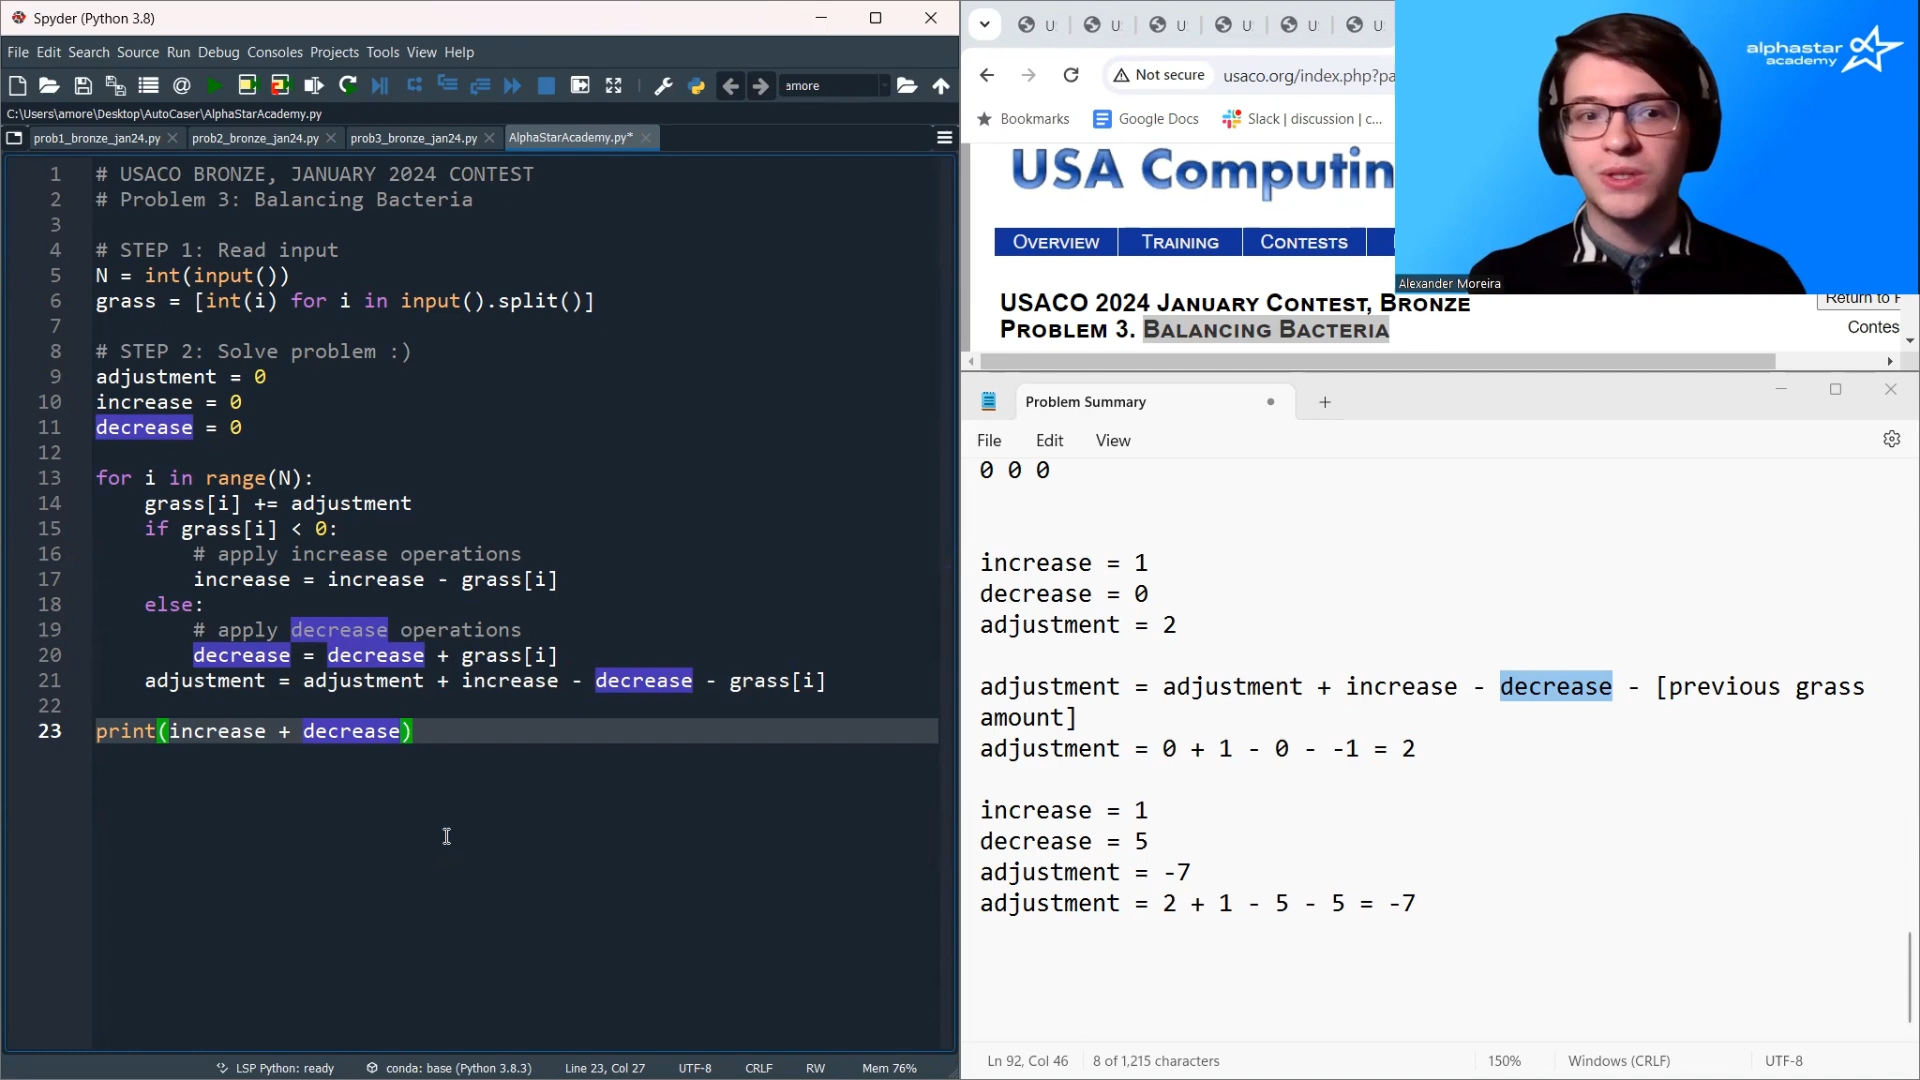 Spyder (Python 3.8)
File Edit Search Source Run Debug Consoles Projects Tools View Help
amore
C:\Users\amore\Desktop\AutoCaser\AlphaStarAcademy.py
prob1_bronze_jan24.py
prob2_bronze_jan24.py
prob3_bronze_jan24.py
AlphaStarAcademy.py*
1 # USACO BRONZE, JANUARY 2024 CONTEST
2 # Problem 3: Balancing Bacteria
3
4 # STEP 1: Read input
5 N = int(input())
6 grass = [int(i) for i in input().split()]
7
8 # STEP 2: Solve problem :)
9 adjustment = 0
10 increase = 0
11 decrease = 0
12
13 for i in range(N):
14 grass[i] += adjustment
15 if grass[i] < 0:
16 # apply increase operations
17 increase = increase - grass[i]
18 else:
19 # apply decrease operations
20 decrease = decrease + grass[i]
21 adjustment = adjustment + increase - decrease - grass[i]
22
23 print(increase + decrease)
LSP Python: ready
conda: base (Python 3.8.3)
Line 23, Col 27
UTF-8
CRLF
RW
Mem 76%
U U U U U U
Not secure
usaco.org/index.php?pa
Bookmarks
Google Docs
Slack | discussion | c...
USA Computin
Overview
Training
Contests
USACO 2024 January Contest, Bronze
Problem 3. Balancing Bacteria
Return to
Contes
alphastar
academy
Alexander Moreira
Problem Summary
File Edit View
0 0 0
increase = 1
decrease = 0
adjustment = 2
adjustment = adjustment + increase - decrease - [previous grass
amount]
adjustment = 0 + 1 - 0 - -1 = 2
increase = 1
decrease = 5
adjustment = -7
adjustment = 2 + 1 - 5 - 5 = -7
Ln 92, Col 46
8 of 1,215 characters
150%
Windows (CRLF)
UTF-8